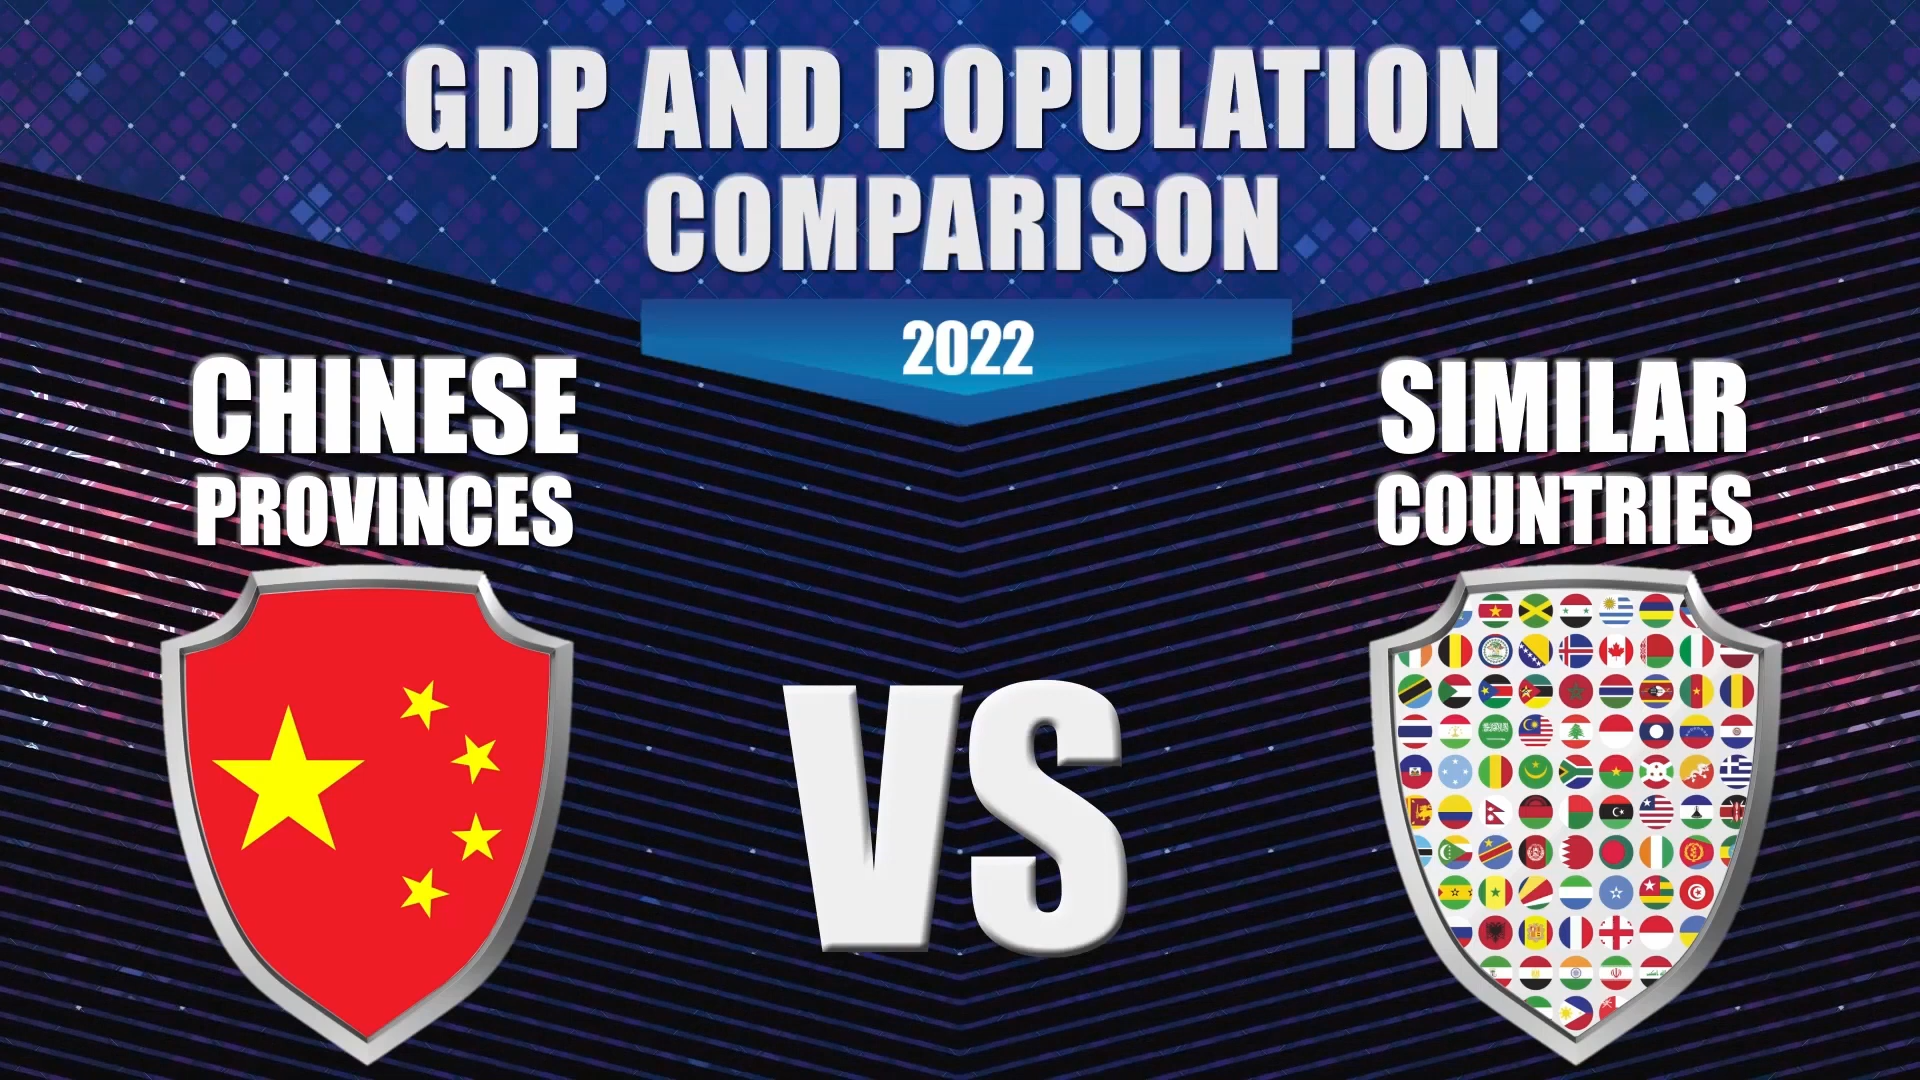 GDP AND POPULATION
COMPARISON
2022
CHINESE
PROVINCES
SIMILAR
COUNTRIES
VS